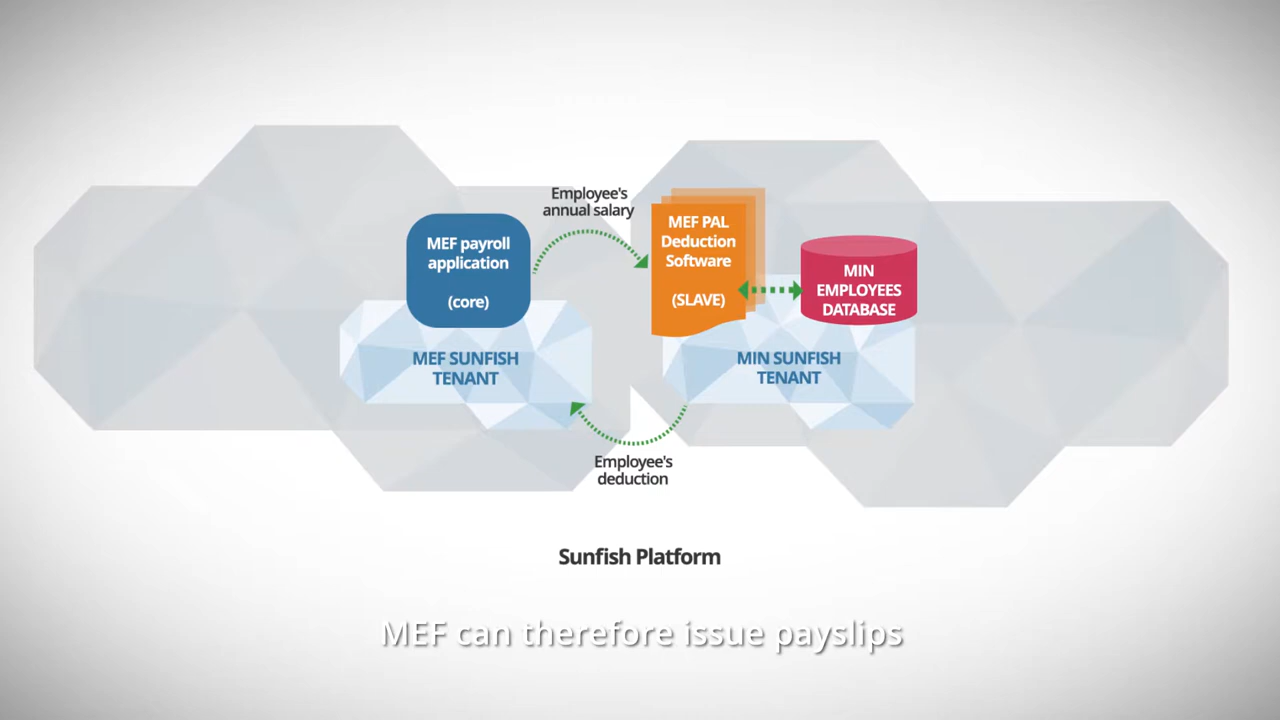 Employee's
annual salary
MEF payroll
application
(core)
MEF PAL
Deduction
Software
(SLAVE)
MIN
EMPLOYEES
DATABASE
MEF SUNFISH
TENANT
MIN SUNFISH
TENANT
Employee's
deduction
Sunfish Platform
MEF can therefore issue payslips